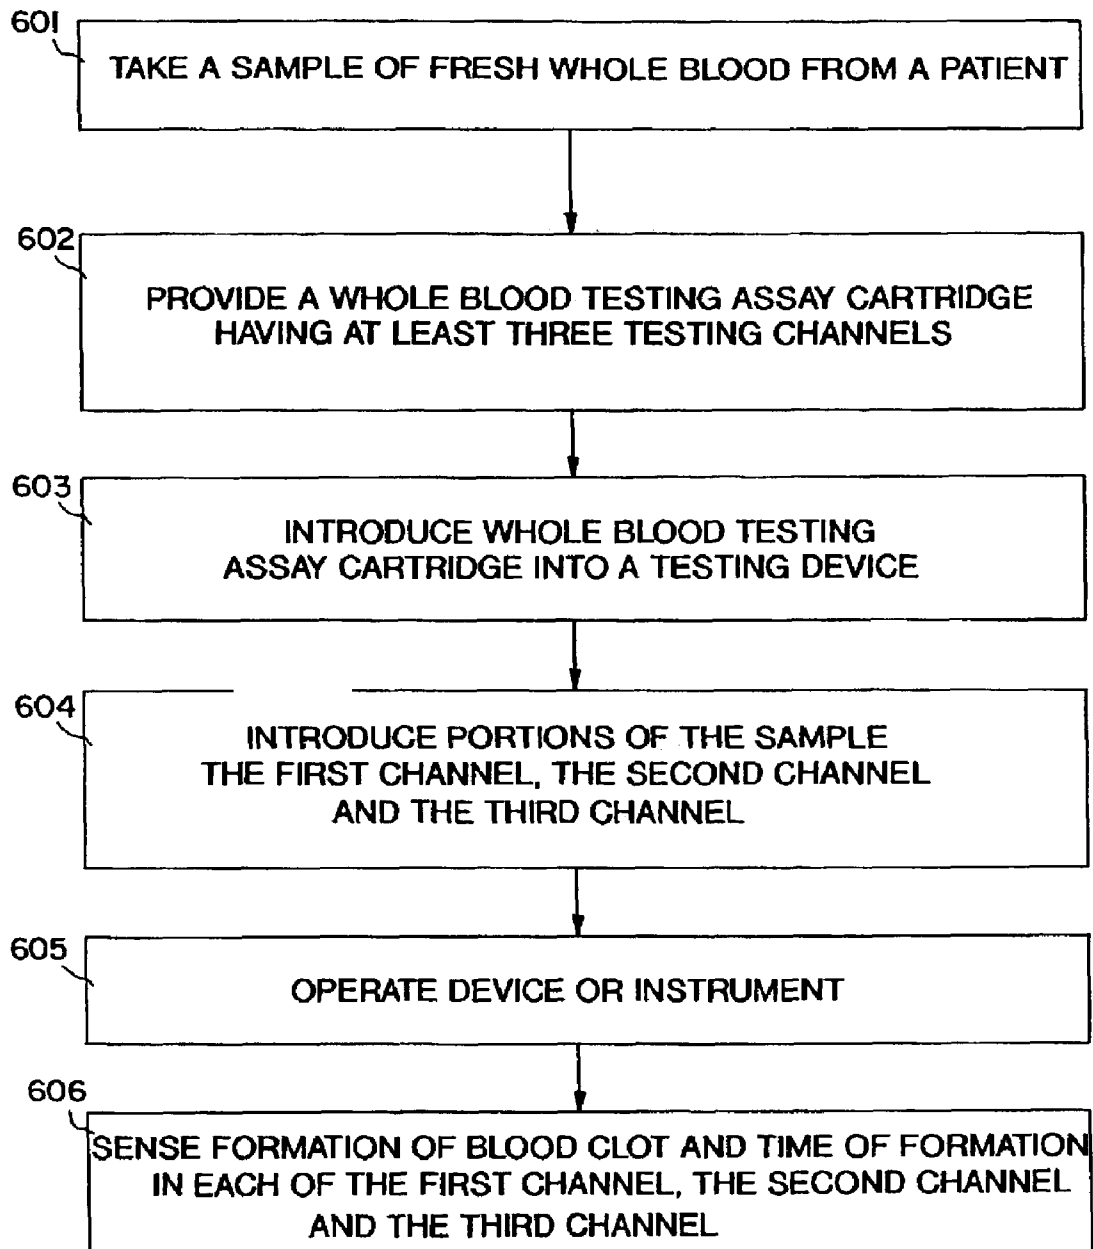 601
TAKE A SAMPLE OF FRESH WHOLE BLOOD FROM A PATIENT
602
PROVIDE A WHOLE BLOOD TESTING ASSAY CARTRIDGE
HAVING AT LEAST THREE TESTING CHANNELS
603
INTRODUCE WHOLE BLOOD TESTING
ASSAY CARTRIDGE INTO A TESTING DEVICE
604
INTRODUCE PORTIONS OF THE SAMPLE
THE FIRST CHANNEL, THE SECOND CHANNEL
AND THE THIRD CHANNEL
605
OPERATE DEVICE OR INSTRUMENT
606
SENSE FORMATION OF BLOOD CLOT AND TIME OF FORMATION
IN EACH OF THE FIRST CHANNEL, THE SECOND CHANNEL
AND THE THIRD CHANNEL